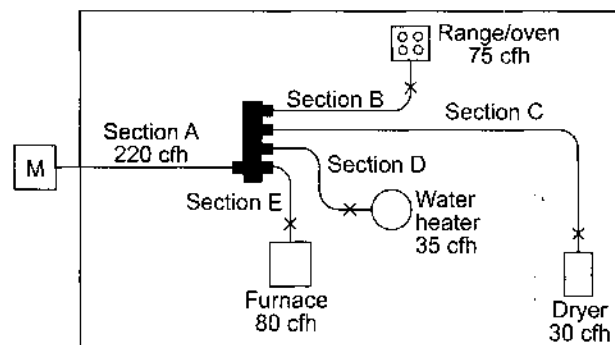 Range/oven
75 cfh
Section B
Section C
Section A
220 cfh
M
Section D
Section E
Water
heater
35 cfh
Furnace
80 cfh
Dryer
30 cfh